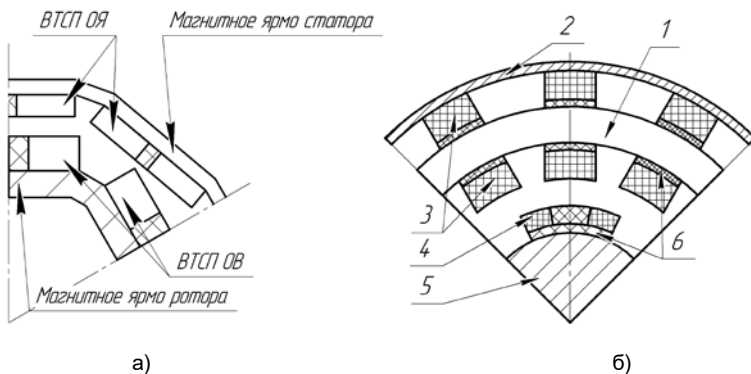 ВТСП ОЯ
Магнитное ярмо статора
ВТСП ОВ
Магнитное ярмо ротора
а)
1
2
3
4
5
6
б)